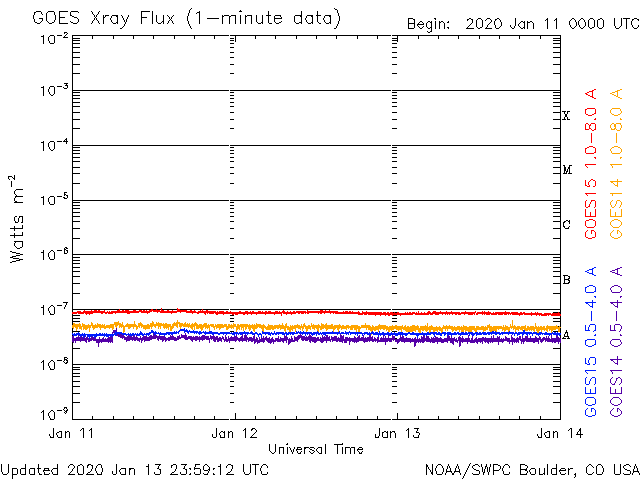 GOES Xray Flux (1-minute data)
Begin: 2020 Jan 11 0000 UTC
10⁻²
10⁻³
10⁻⁴
10⁻⁵
10⁻⁶
10⁻⁷
10⁻⁸
10⁻⁹
Watts m⁻²
X
M
C
B
A
GOES15 1.0-8.0 A
GOES14 1.0-8.0 A
GOES15 0.5-4.0 A
GOES14 0.5-4.0 A
Jan 11 Jan 12 Jan 13 Jan 14
Universal Time
Updated 2020 Jan 13 23:59:12 UTC
NOAA/SWPC Boulder, CO USA